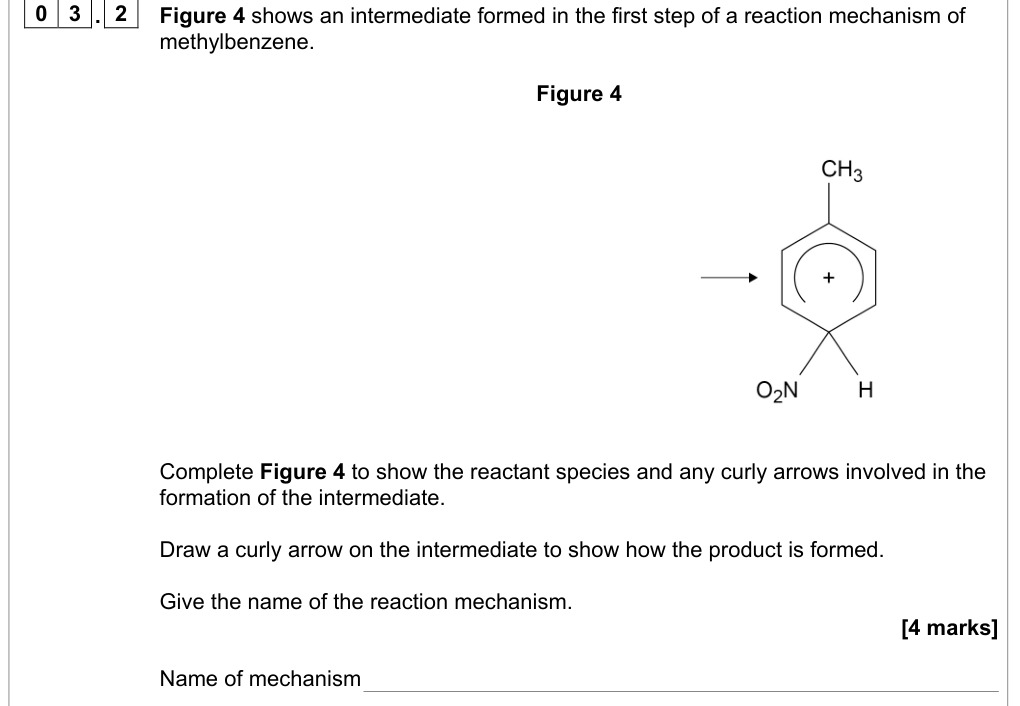 0 3 . 2 Figure 4 shows an intermediate formed in the first step of a reaction mechanism of
methylbenzene.
Figure 4
CH₃
+
O₂N H
Complete Figure 4 to show the reactant species and any curly arrows involved in the
formation of the intermediate.
Draw a curly arrow on the intermediate to show how the product is formed.
Give the name of the reaction mechanism.
[4 marks]
Name of mechanism